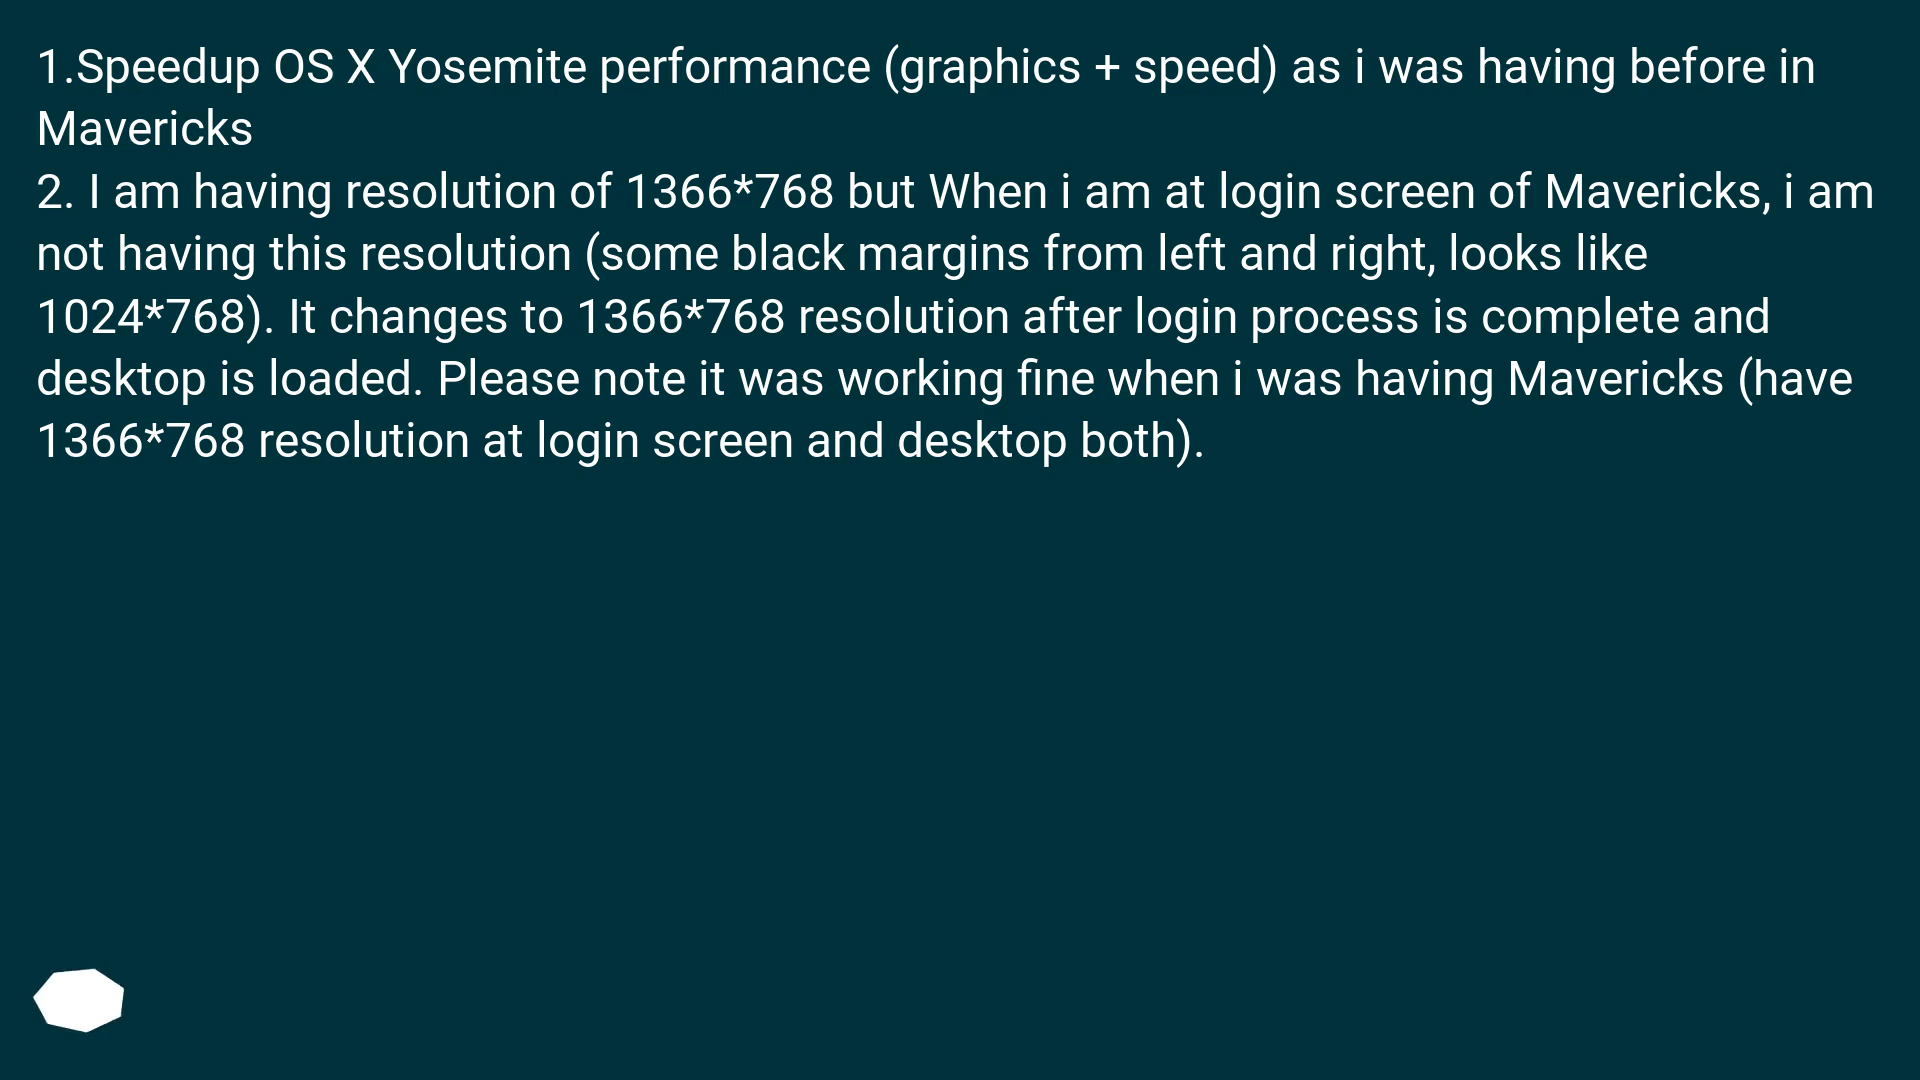 1.Speedup OS X Yosemite performance (graphics + speed) as i was having before in
Mavericks
2. I am having resolution of 1366*768 but When i am at login screen of Mavericks, i am
not having this resolution (some black margins from left and right, looks like
1024*768). It changes to 1366*768 resolution after login process is complete and
desktop is loaded. Please note it was working fine when i was having Mavericks (have
1366*768 resolution at login screen and desktop both).